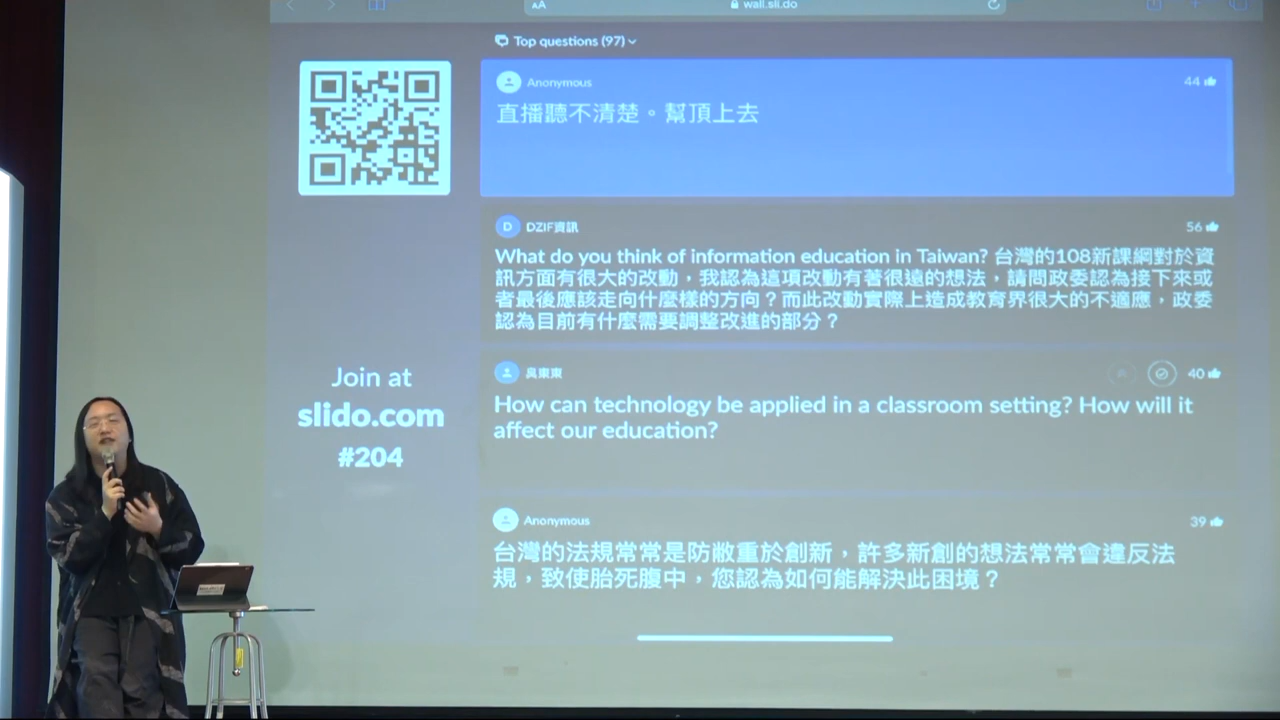 AA
wall.sli.do
Top questions (97)
Anonymous
44
直播聽不清楚。幫頂上去
D
DZIF資訊
56
What do you think of information education in Taiwan? 台灣的108新課綱對於資
訊方面有很大的改動，我認為這項改動有著很遠的想法，請問政委認為接下來或
者最後應該走向什麼樣的方向？而此改動實際上造成教育界很大的不適應，政委
認為目前有什麼需要調整改進的部分？
40
How can technology be applied in a classroom setting? How will it
affect our education?
Anonymous
39
台灣的法規常常是防敝重於創新，許多新創的想法常常會違反法
規，致使胎死腹中，您認為如何能解決此困境？
Join at
slido.com
#204